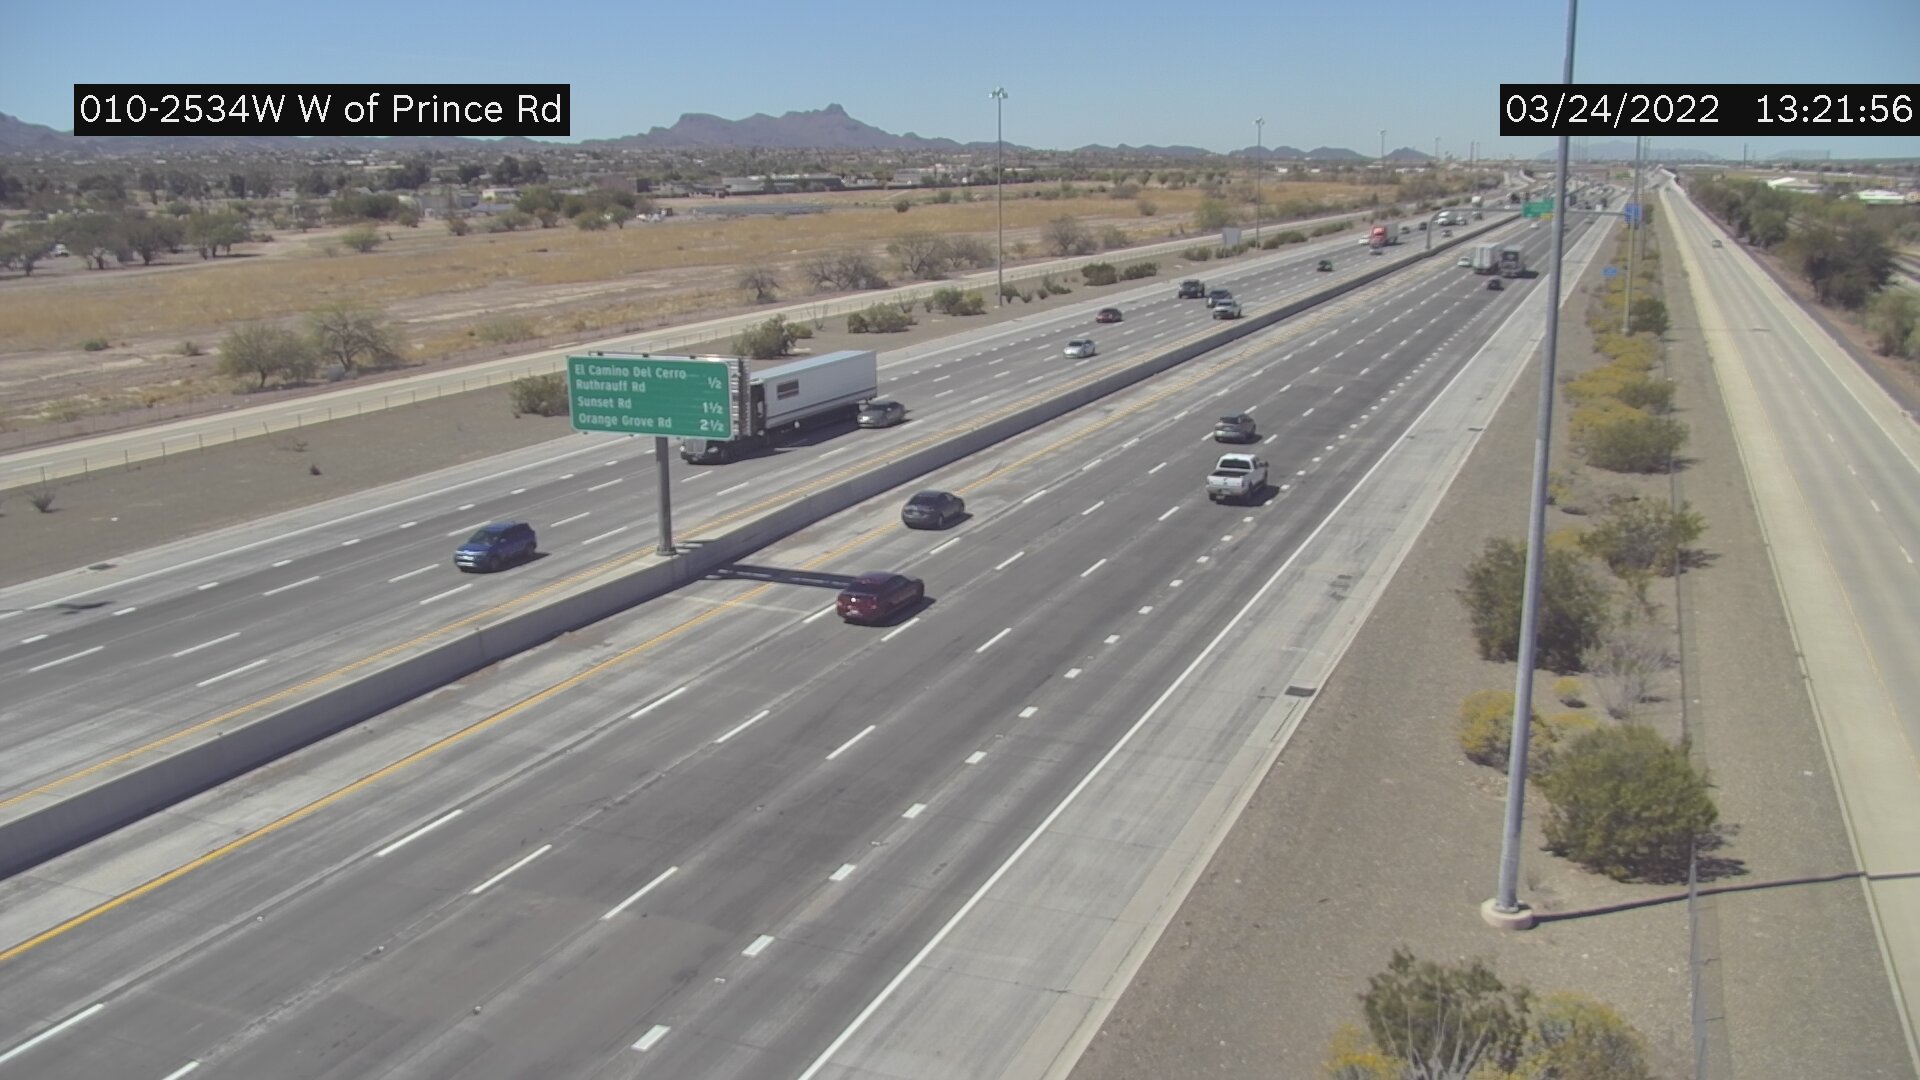 010-2534W W of Prince Rd
03/24/2022 13:21:56
El Camino Del Cerro
Ruthrauff Rd 1/2
Sunset Rd 1 1/2
Orange Grove Rd 2 1/2